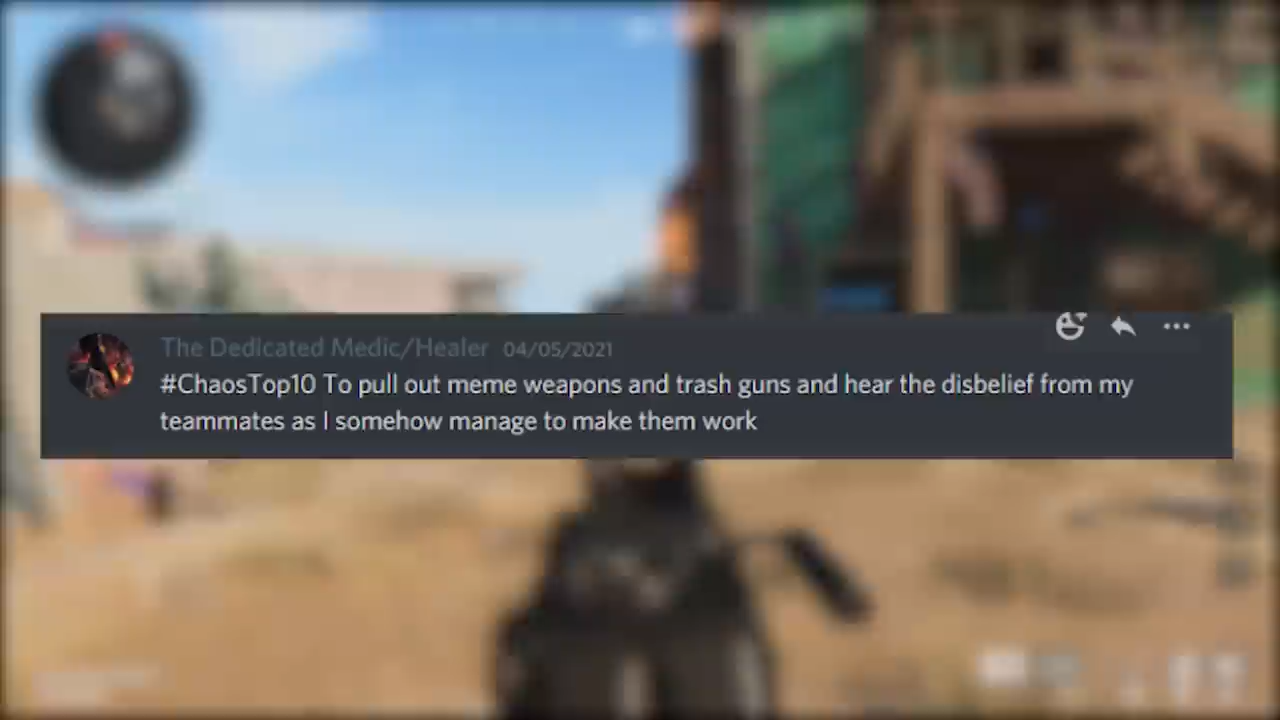 The Dedicated Medic/Healer 04/05/2021
#ChaosTop10 To pull out meme weapons and trash guns and hear the disbelief from my
teammates as I somehow manage to make them work